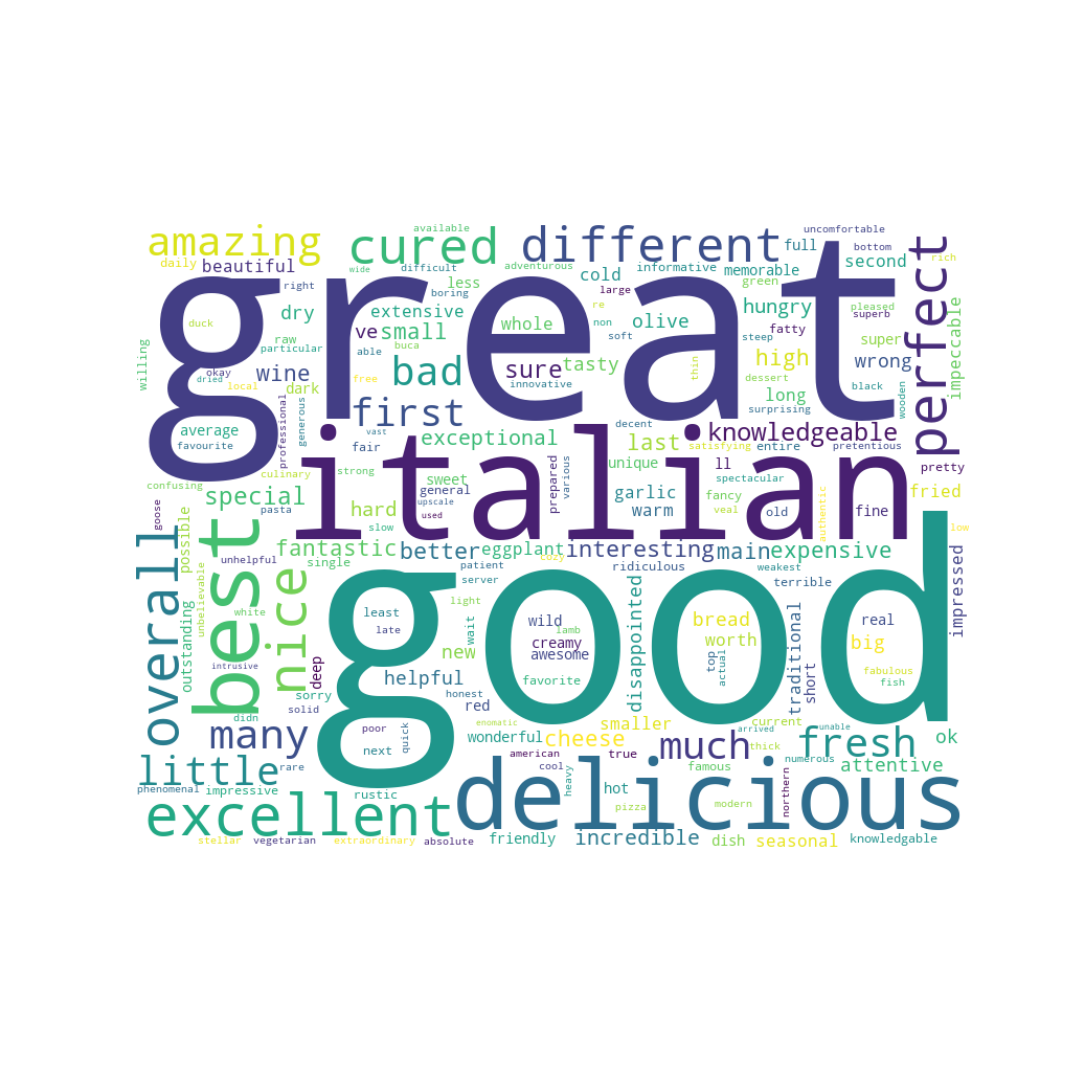 available
uncomfortable
amazing
cured
different
full
bottom
rich
daily
beautiful
wide
difficult
adventurous
cold
informative
memorable
second
great
right
boring
less
large
green
hungry
pleased
superb
perfect
impeccable
willing
duck
dry
extensive
ve
small
whole
re
non
olive
soft
steep
fatty
super
wrong
raw
particular
able
buca
bad
sure
tasty
thin
high
okay
wine
dried
local
dark
free
innovative
dessert
black
wooden
long
surprising
first
generous
professional
average
favourite
vast
fair
exceptional
decent
last
knowledgeable
satisfying
entire
pretentious
italian
culinary
strong
sweet
unique
ll
spectacular
pretty
confusing
special
pasta
general
upscale
used
prepared
various
garlic
warm
fancy
veal
old
authentic
fine
fried
goose
hard
slow
low
overall
best
possible
unhelpful
fantastic
single
better
eggplant
cozy
interesting
main
expensive
impressed
patient
server
ridiculous
weakest
terrible
unbelievable
outstanding
white
nice
least
late
light
wait
wild
lamb
creamy
awesome
disappointed
bread
worth
top
actual
traditional
short
real
big
fabulous
fish
good
new
intrusive
deep
helpful
honest
favorite
sorry
solid
red
didn
many
poor
next
quick
enomatic
wonderful
smaller
cheese
current
arrived
unable
ok
little
rare
american
true
much
thick
numerous
fresh
attentive
phenomenal
impressive
rustic
cool
heavy
hot
famous
modern
northern
pizza
excellent
delicious
stellar
vegetarian
extraordinary
absolute
friendly
incredible
dish
seasonal
knowledgable